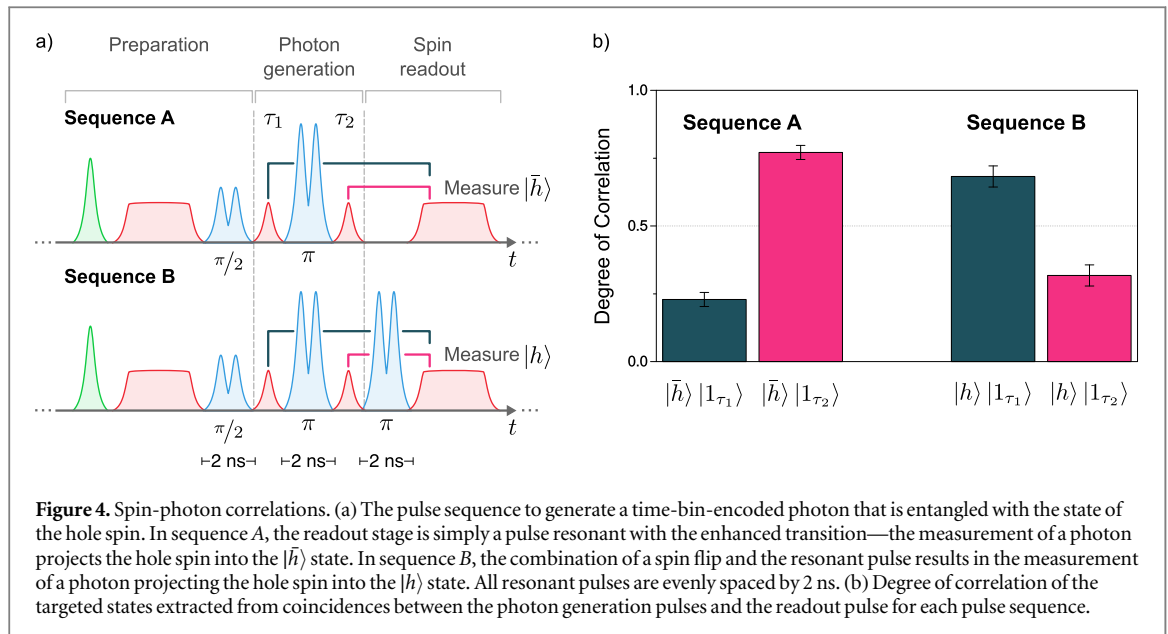 a)
Preparation
Photon generation
Spin readout
Sequence A
τ1
τ2
Measure |h̄⟩
π/2
π
t
Sequence B
Measure |h⟩
π/2
π
π
t
2 ns
2 ns
2 ns
b)
Degree of Correlation
1.0
0.5
0.0
Sequence A
Sequence B
|h̄⟩|1τ1⟩
|h̄⟩|1τ2⟩
|h⟩|1τ1⟩
|h⟩|1τ2⟩
Figure 4. Spin-photon correlations. (a) The pulse sequence to generate a time-bin-encoded photon that is entangled with the state of
the hole spin. In sequence A, the readout stage is simply a pulse resonant with the enhanced transition—the measurement of a photon
projects the hole spin into the |h̄⟩ state. In sequence B, the combination of a spin flip and the resonant pulse results in the measurement
of a photon projecting the hole spin into the |h⟩ state. All resonant pulses are evenly spaced by 2 ns. (b) Degree of correlation of the
targeted states extracted from coincidences between the photon generation pulses and the readout pulse for each pulse sequence.